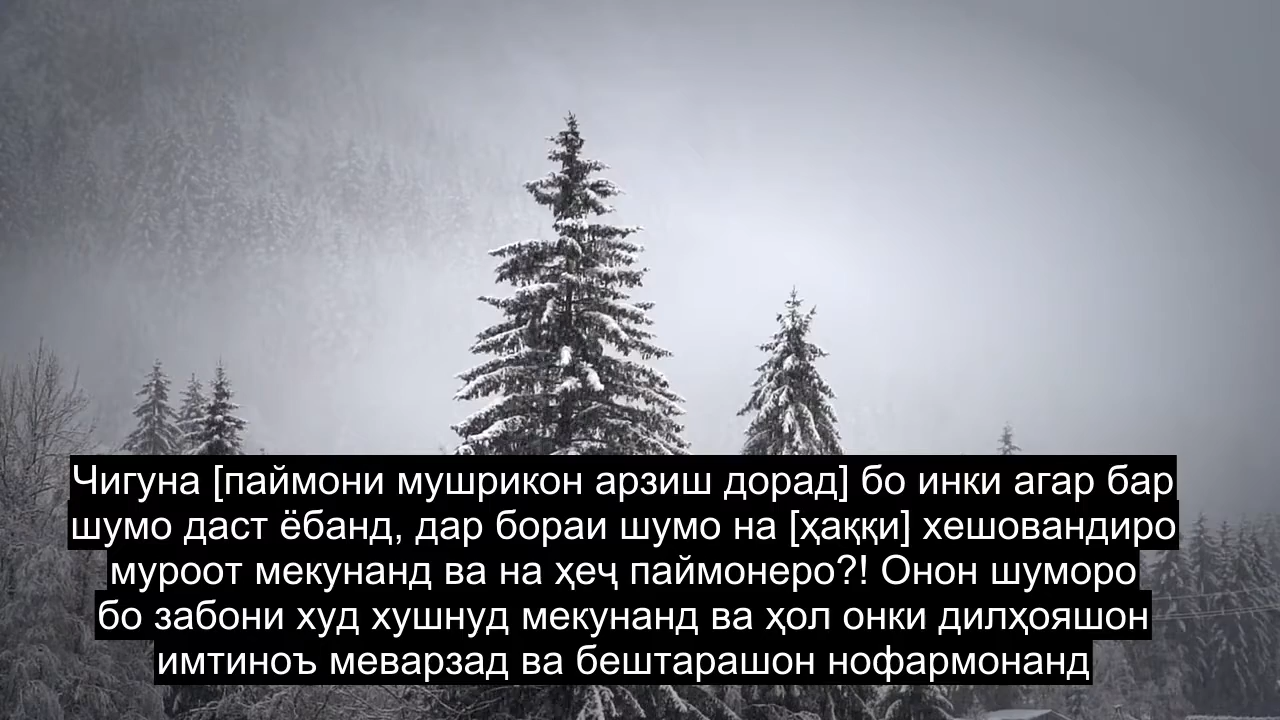 Чигуна [паймони мушрикон арзиш дорад] бо инки агар бар
шумо даст ёбанд, дар бораи шумо на [ҳаққи] хешовандиро
муроот мекунанд ва на ҳеҷ паймонеро?! Онон шуморо
бо забони худ хушнуд мекунанд ва ҳол онки дилҳояшон
имтиноъ меварзад ва бештарашон нофармонанд